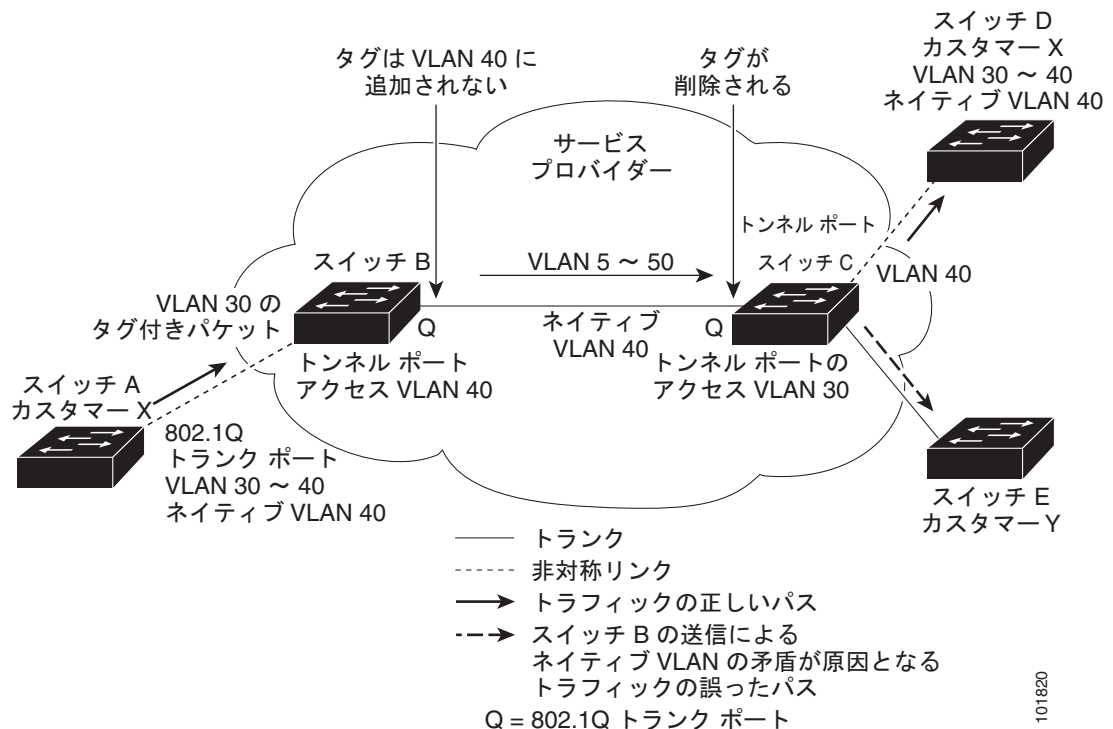 スイッチ D
カスタマー X
VLAN 30 ～ 40
ネイティブ VLAN 40
タグは VLAN 40 に
追加されない
タグが
削除される
サービス
プロバイダー
トンネル ポート
スイッチ B
VLAN 5 ～ 50
スイッチ C
VLAN 40
VLAN 30 の
タグ付きパケット
Q
ネイティブ
VLAN 40
Q
トンネル ポート
アクセス VLAN 40
トンネル ポートの
アクセス VLAN 30
スイッチ A
カスタマー X
802.1Q
トランク ポート
VLAN 30 ～ 40
ネイティブ VLAN 40
スイッチ E
カスタマー Y
トランク
非対称リンク
トラフィックの正しいパス
スイッチ B の送信による
ネイティブ VLAN の矛盾が原因となる
トラフィックの誤ったパス
Q = 802.1Q トランク ポート
101820